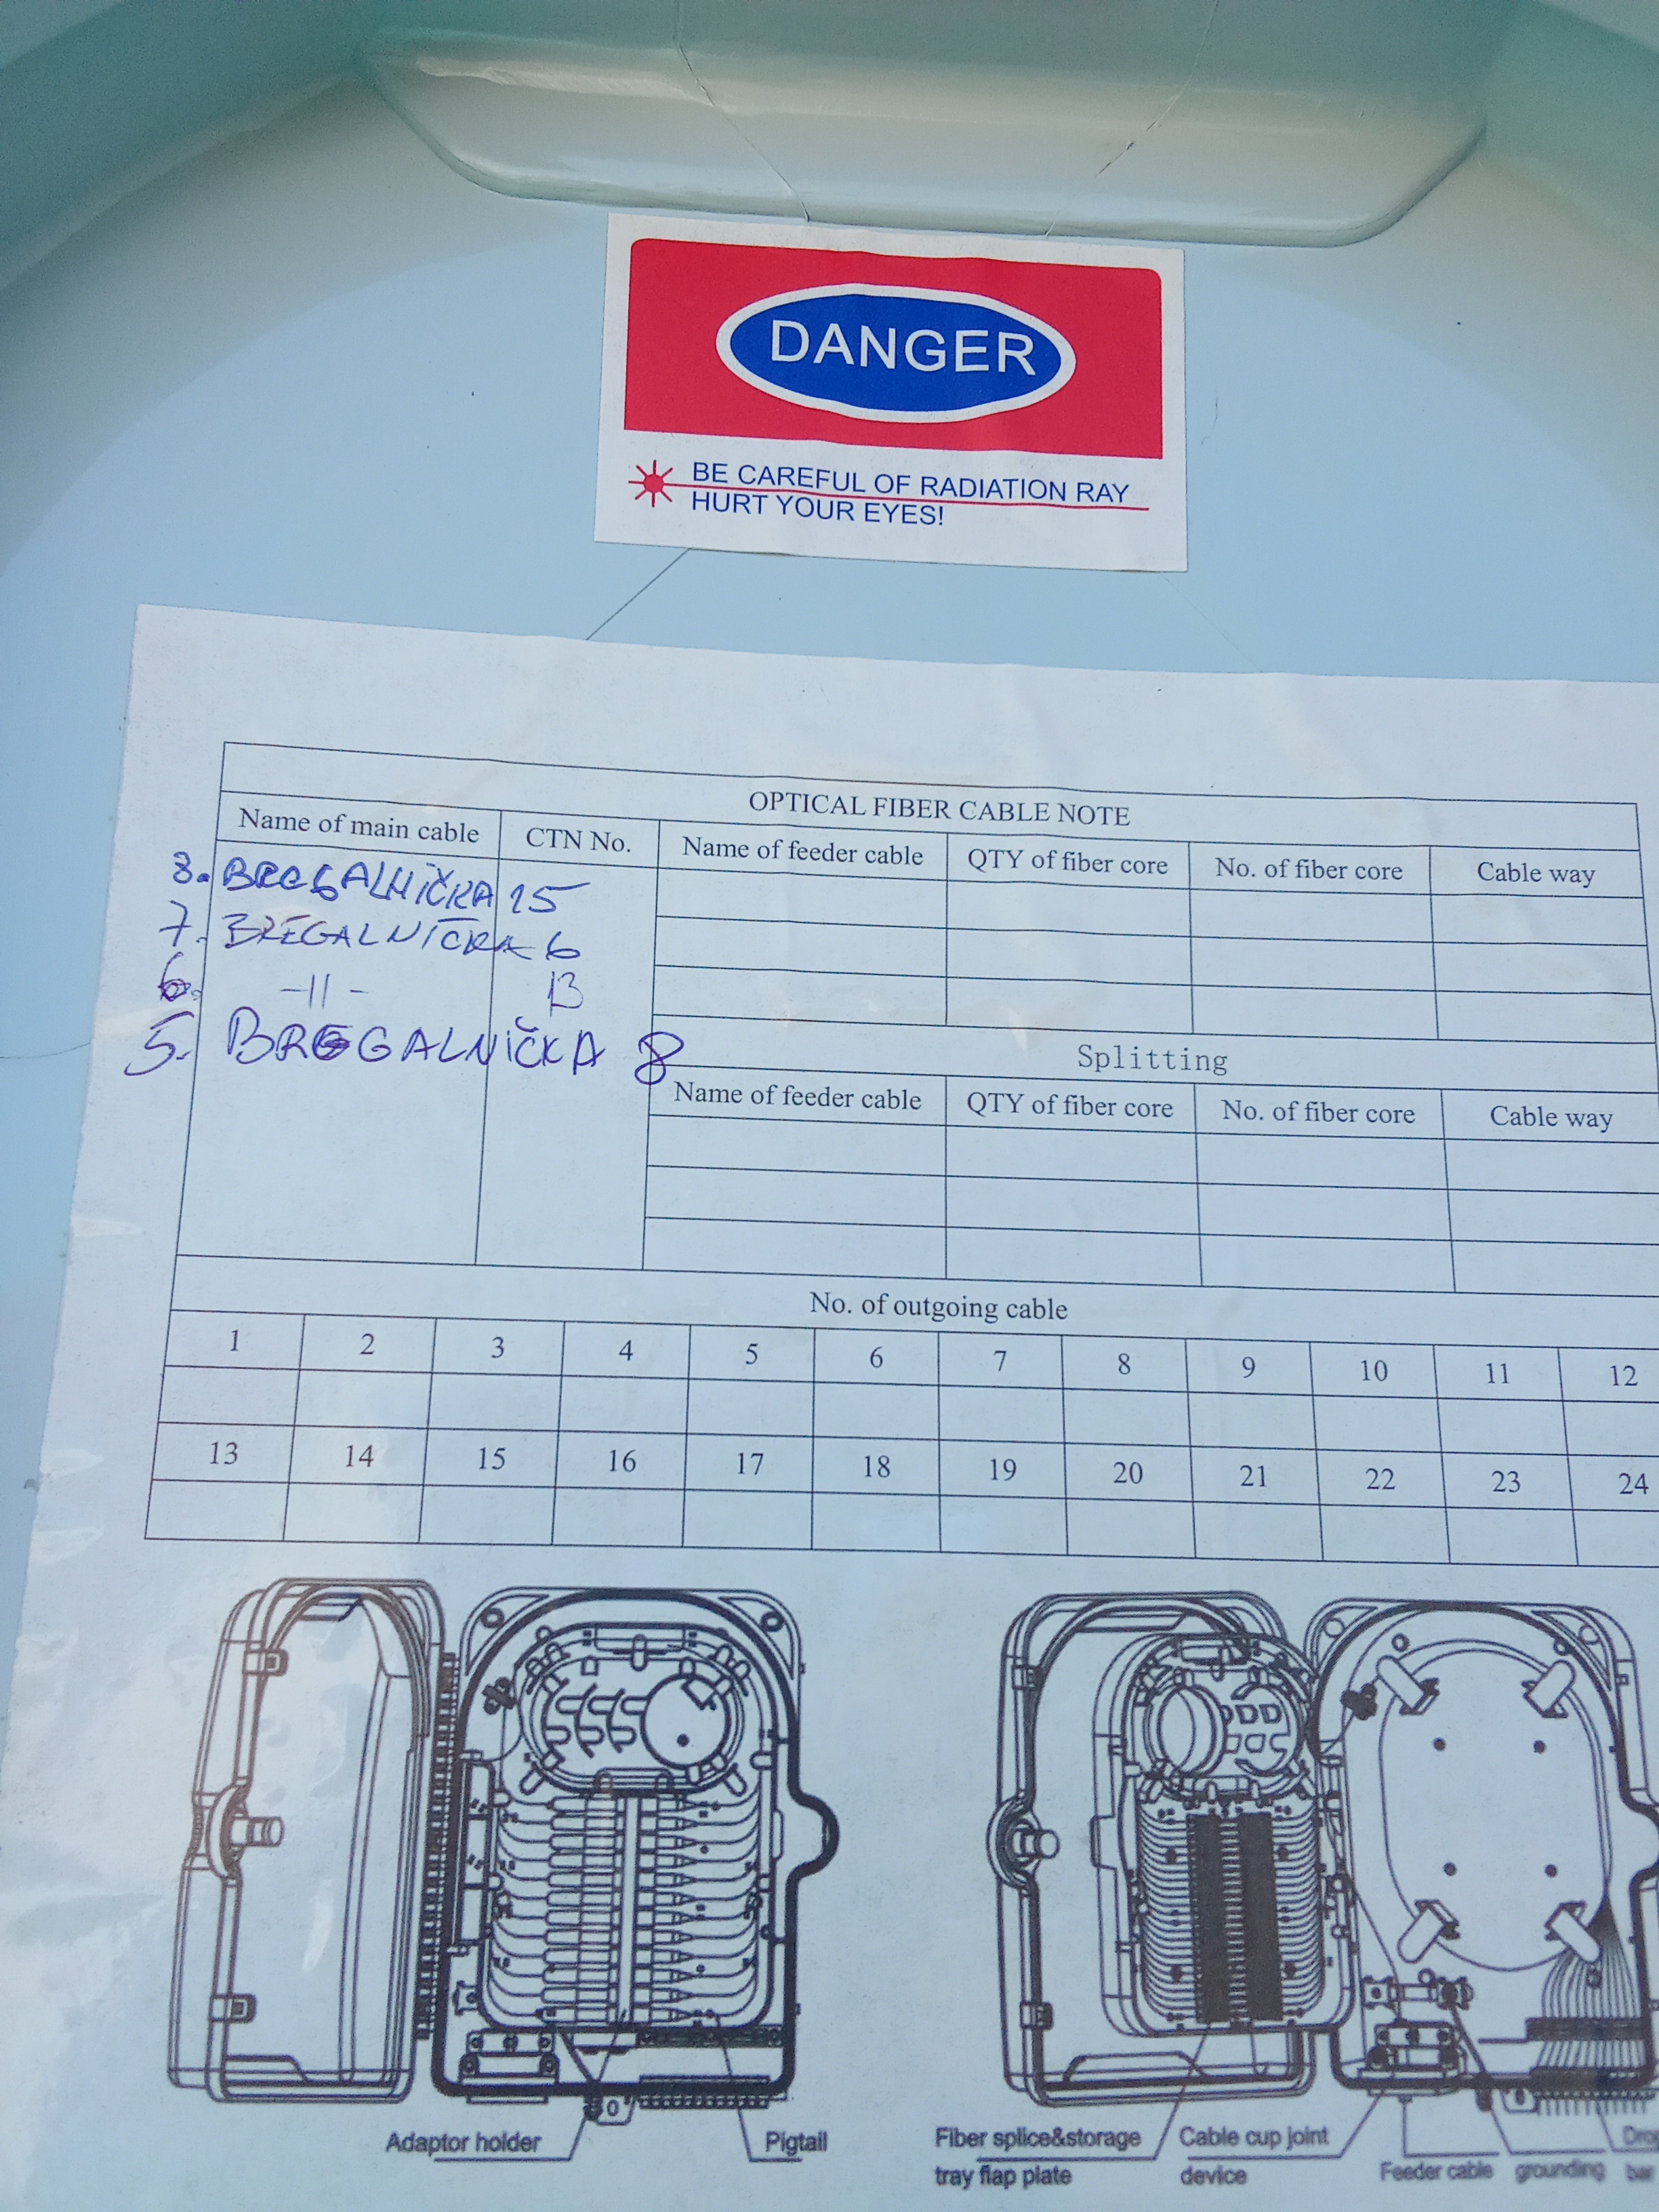 DANGER
BE CAREFUL OF RADIATION RAY
HURT YOUR EYES!
OPTICAL FIBER CABLE NOTE
Name of main cable CTN No. Name of feeder cable QTY of fiber core No. of fiber core Cable way
8. BREGALNIČKA 15
7. BREGALNIČKA 6
6. -11- 13
5. BREGALNIČKA 8
Splitting
Name of feeder cable QTY of fiber core No. of fiber core Cable way
No. of outgoing cable
1 2 3 4 5 6 7 8 9 10 11 12
13 14 15 16 17 18 19 20 21 22 23 24
Adaptor holder Pigtail Fiber splice&storage Cable cup joint
tray flap plate device Feeder cable grounding bar